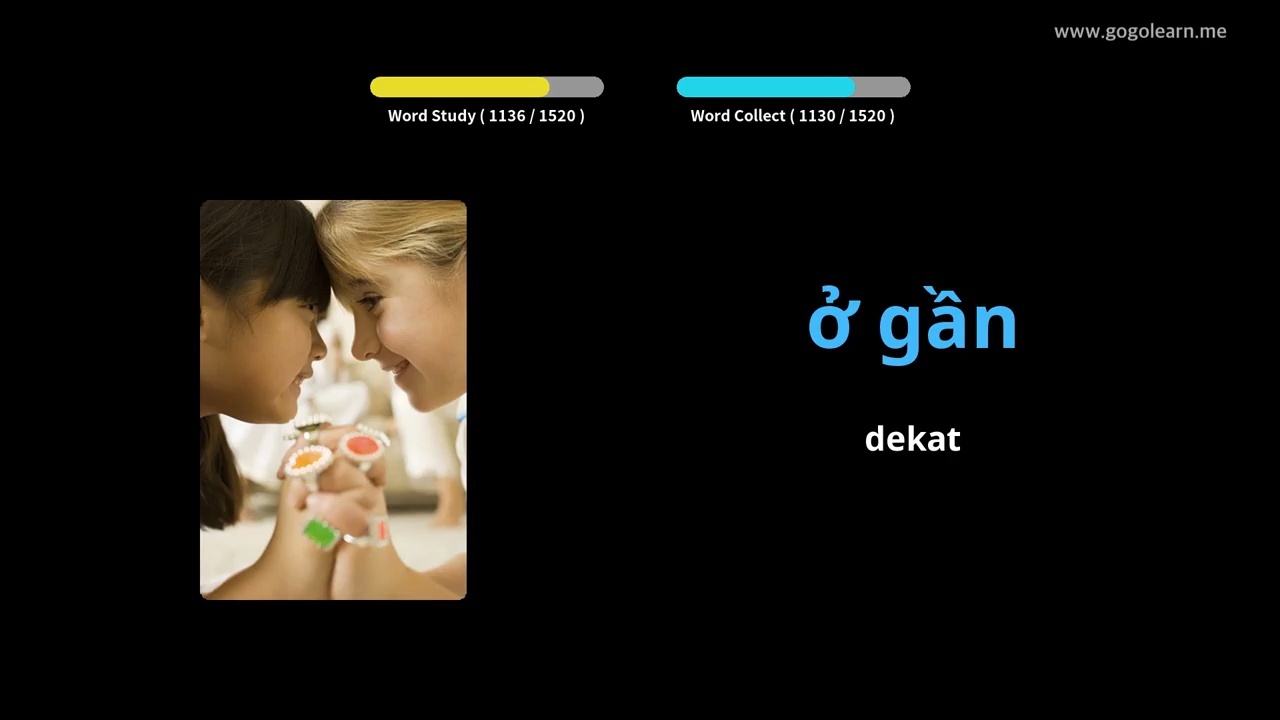 www.gogolearn.me
Word Study ( 1136 / 1520 )
Word Collect ( 1130 / 1520 )
ở gần
dekat